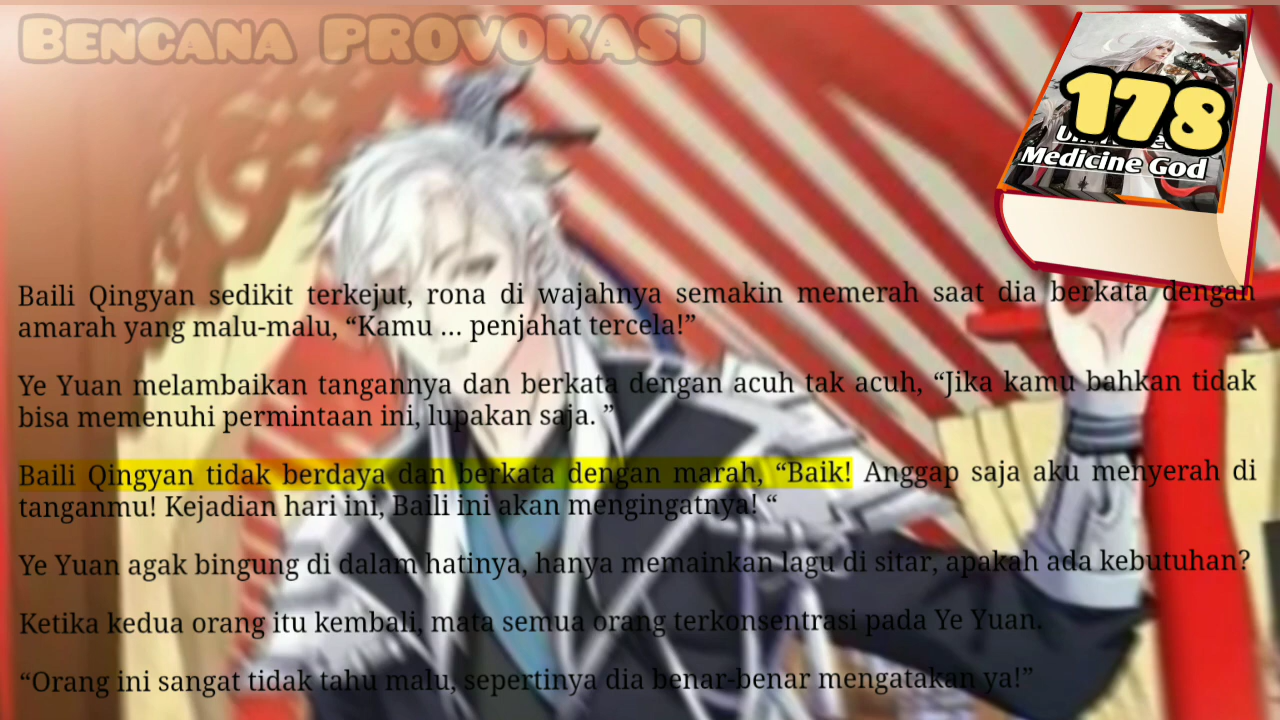 Bencana PROVOKASI
178
Medicine God
Baili Qingyan sedikit terkejut, rona di wajahnya semakin memerah saat dia berkata dengan
amarah yang malu-malu, “Kamu ... penjahat tercela!”
Ye Yuan melambaikan tangannya dan berkata dengan acuh tak acuh, “Jika kamu bahkan tidak
bisa memenuhi permintaan ini, lupakan saja. ”
Baili Qingyan tidak berdaya dan berkata dengan marah, “Baik! Anggap saja aku menyerah di
tanganmu! Kejadian hari ini, Baili ini akan mengingatnya! “
Ye Yuan agak bingung di dalam hatinya, hanya memainkan lagu di sitar, apakah ada kebutuhan?
Ketika kedua orang itu kembali, mata semua orang terkonsentrasi pada Ye Yuan.
“Orang ini sangat tidak tahu malu, sepertinya dia benar-benar mengatakan ya!”